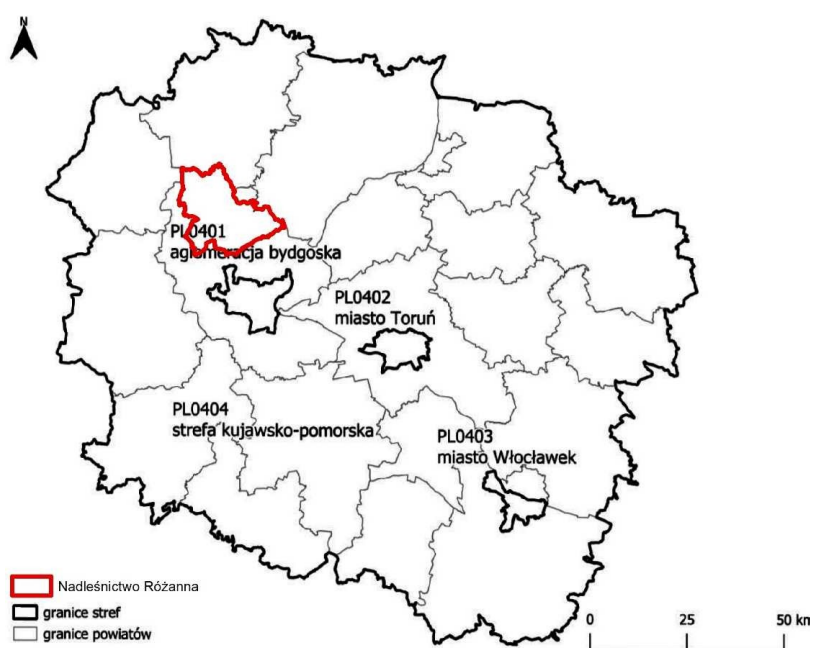 N
PL0401
aglomeracja bydgoska
PL0402
miasto Toruń
PL0404
strefa kujawsko-pomorska
PL0403
miasto Włocławek
Nadleśnictwo Różanna
granice stref
granice powiatów
0 25 50 kn